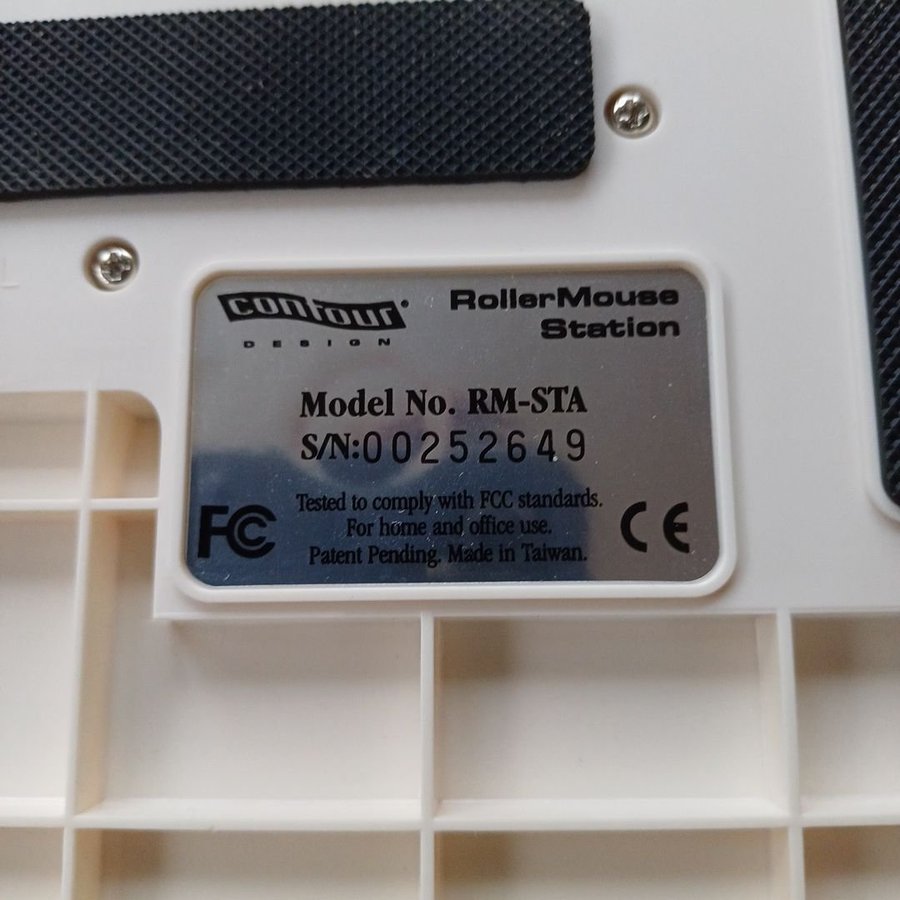 contour
DESIGN
RollerMouse
Station
Model No. RM-STA
S/N:00252649
FC
Tested to comply with FCC standards.
For home and office use.
Patent Pending. Made in Taiwan.
CE